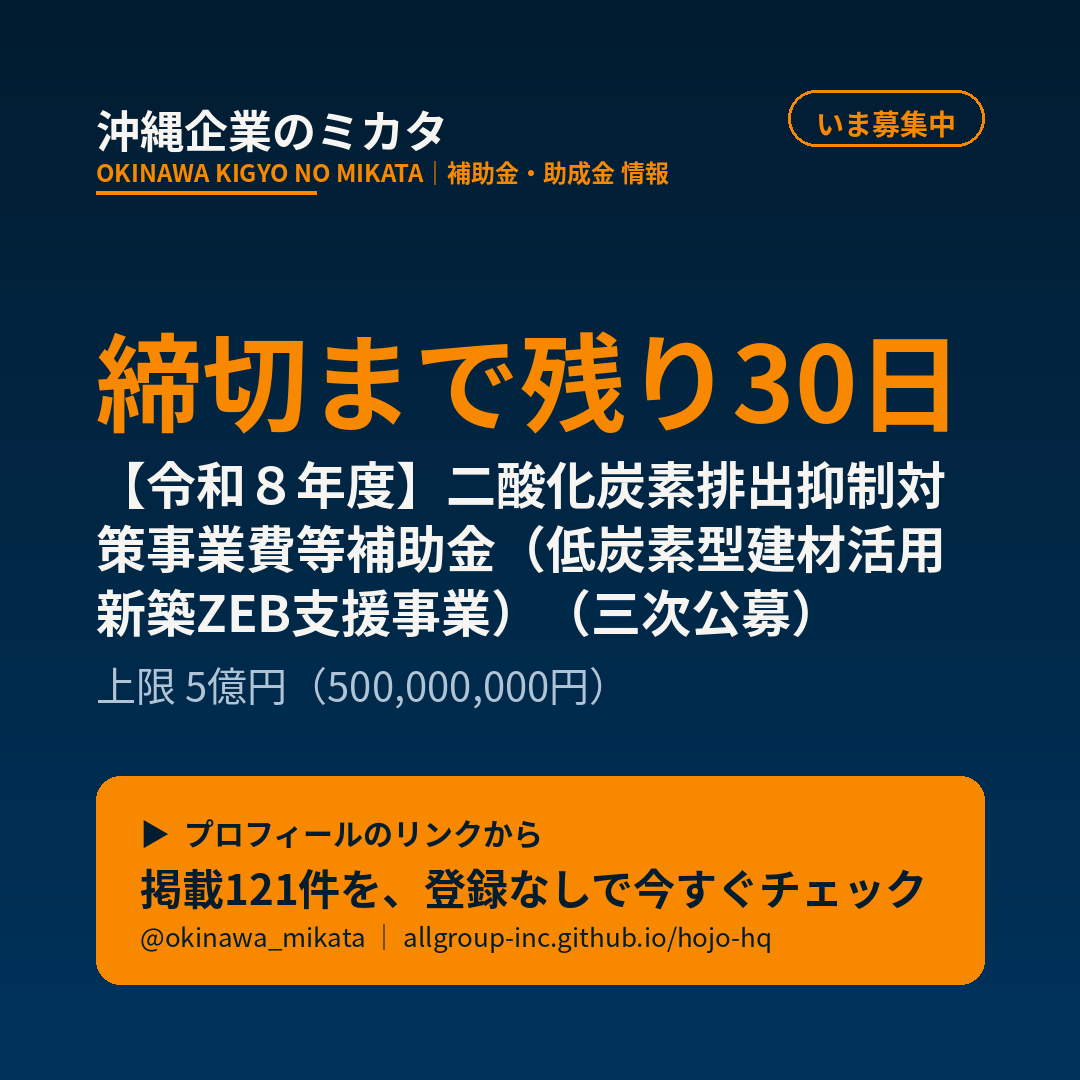 沖縄企業のミカタ
いま募集中
OKINAWA KIGYO NO MIKATA｜補助金・助成金 情報
締切まで残り30日
【令和８年度】二酸化炭素排出抑制対
策事業費等補助金（低炭素型建材活用
新築ZEB支援事業）（三次公募）
上限 5億円（500,000,000円）
▶ プロフィールのリンクから
掲載121件を、登録なしで今すぐチェック
@okinawa_mikata ｜ allgroup-inc.github.io/hojo-hq